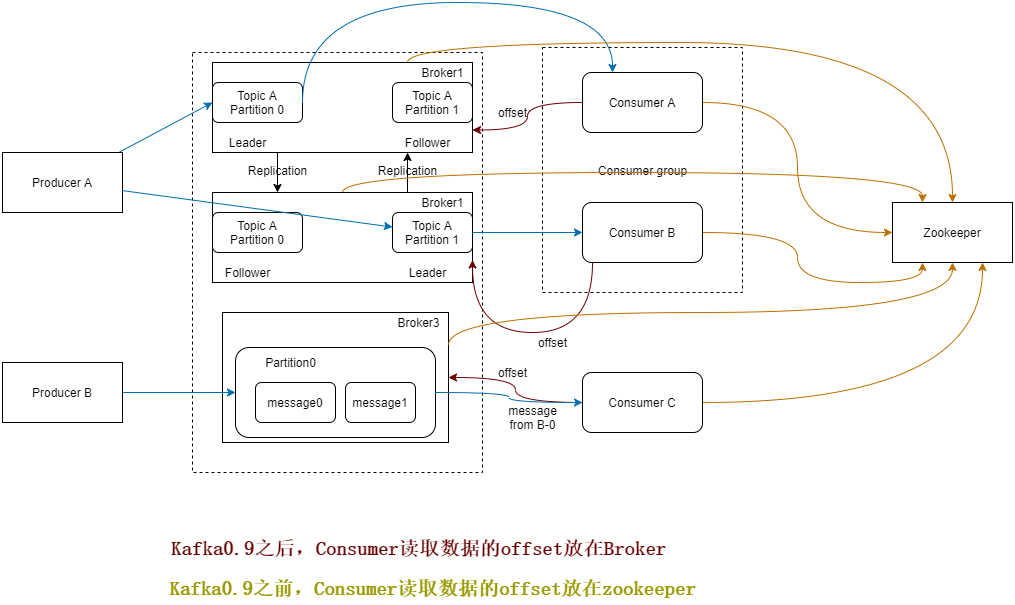 Broker1
Topic A
Partition 0
Topic A
Partition 1
Leader
Follower
Consumer A
offset
Producer A
Replication
Replication
Consumer group
Broker1
Topic A
Partition 0
Topic A
Partition 1
Follower
Leader
Consumer B
Zookeeper
offset
Broker3
Partition0
message0
message1
Producer B
offset
message
from B-0
Consumer C
Kafka0.9之后，Consumer读取数据的offset放在Broker
Kafka0.9之前，Consumer读取数据的offset放在zookeeper